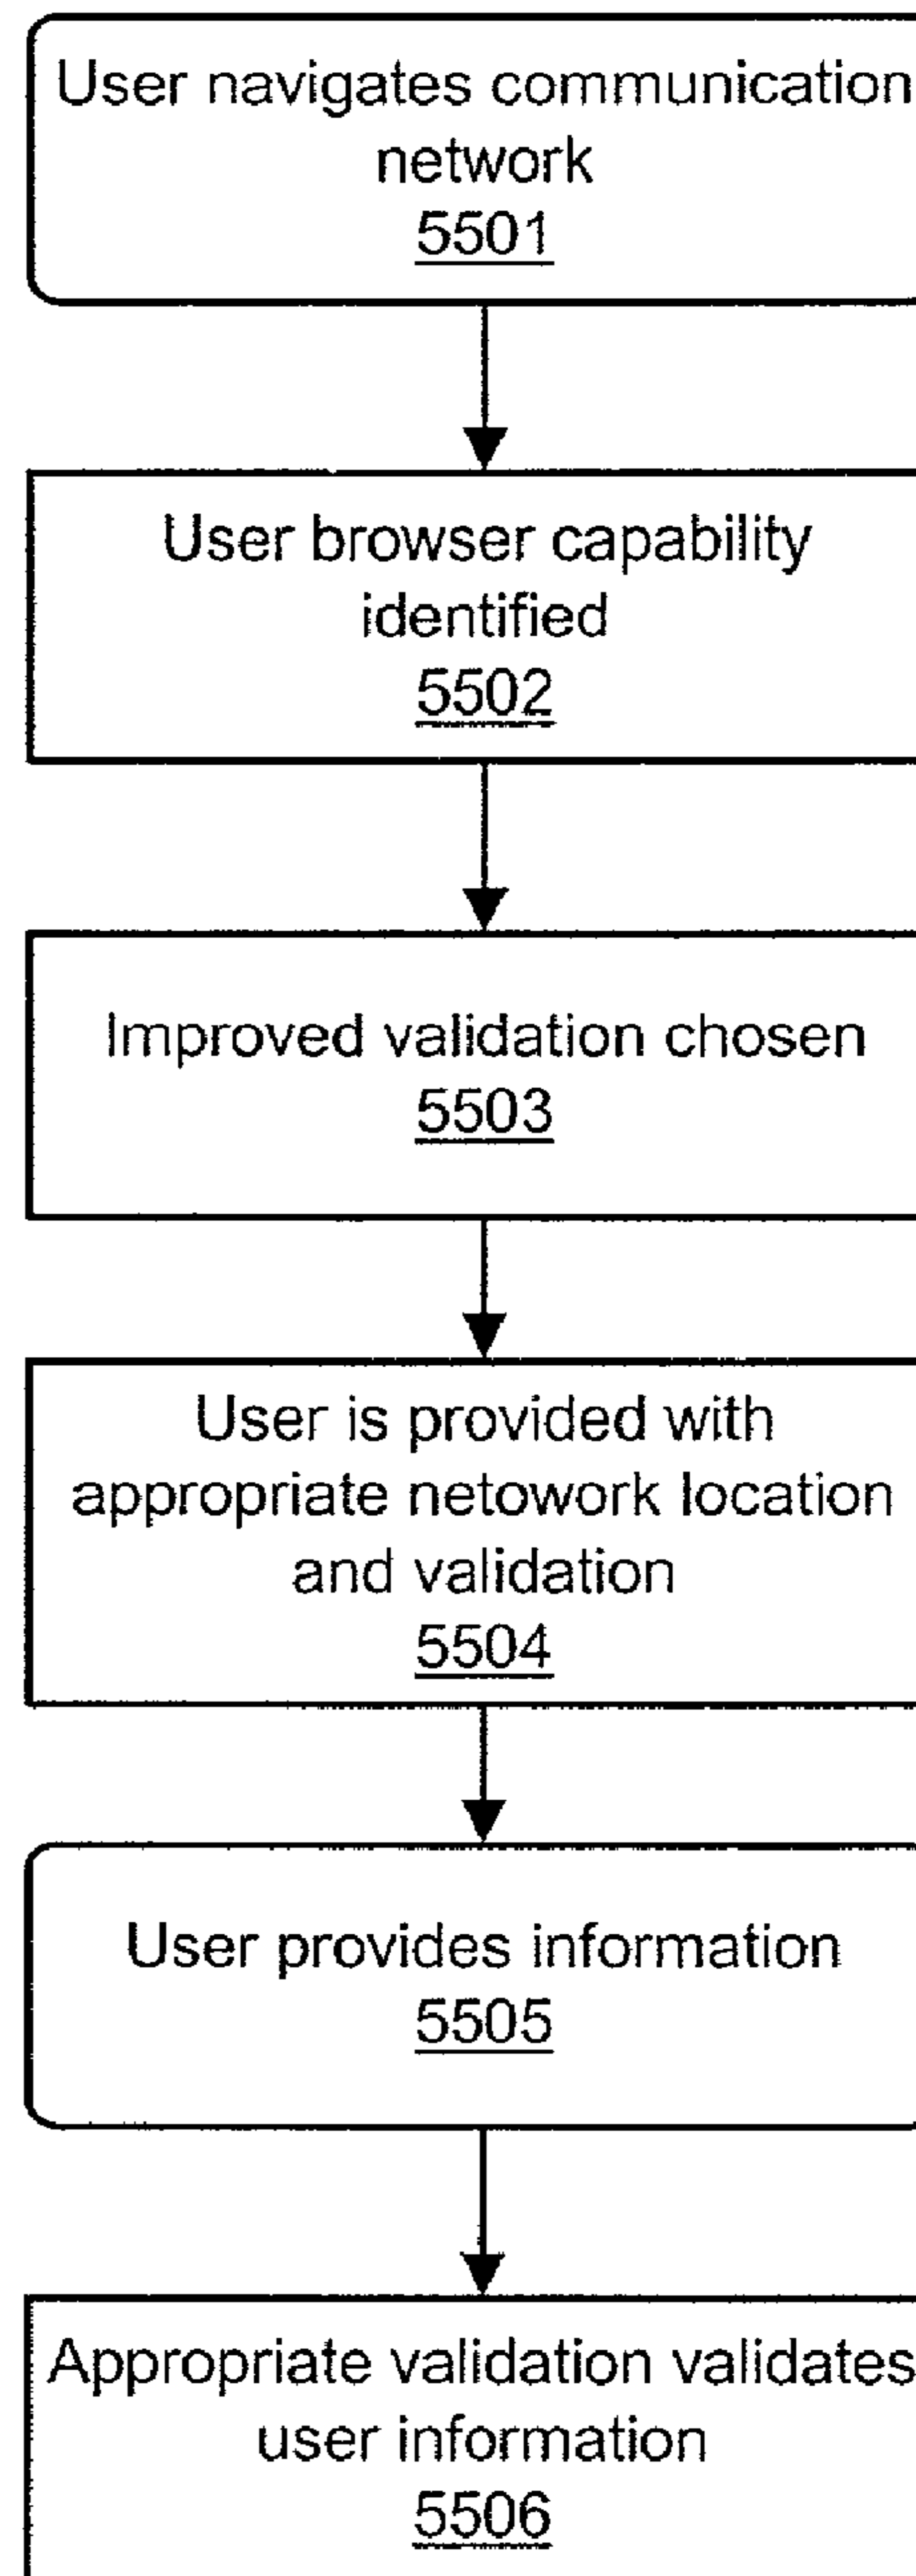 User navigates communication
network
5501
User browser capability
identified
5502
Improved validation chosen
5503
User is provided with
appropriate netowork location
and validation
5504
User provides information
5505
Appropriate validation validates
user information
5506